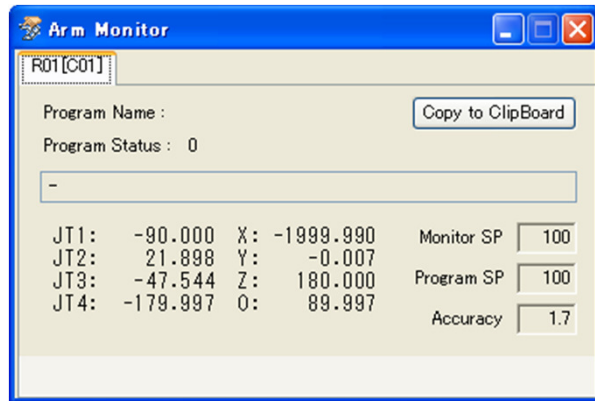 Arm Monitor
R01[C01]
Program Name :
Copy to ClipBoard
Program Status : 0
-
JT1: -90.000 X: -1999.990
JT2: 21.898 Y: -0.007
JT3: -47.544 Z: 180.000
JT4: -179.997 O: 89.997
Monitor SP 100
Program SP 100
Accuracy 1.7